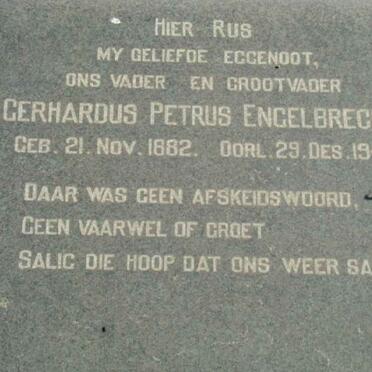 HIER RUS
MY GELIEFDE EGGENOOT,
ONS VADER EN GROOTVADER
GERHARDUS PETRUS ENGELBREC
GEB. 21. NOV. 1882. OORL. 29. DES. 19
DAAR WAS GEEN AFSKEIDSWOORD,
GEEN VAARWEL OF GROET
SALIG DIE HOOP DAT ONS WEER SA